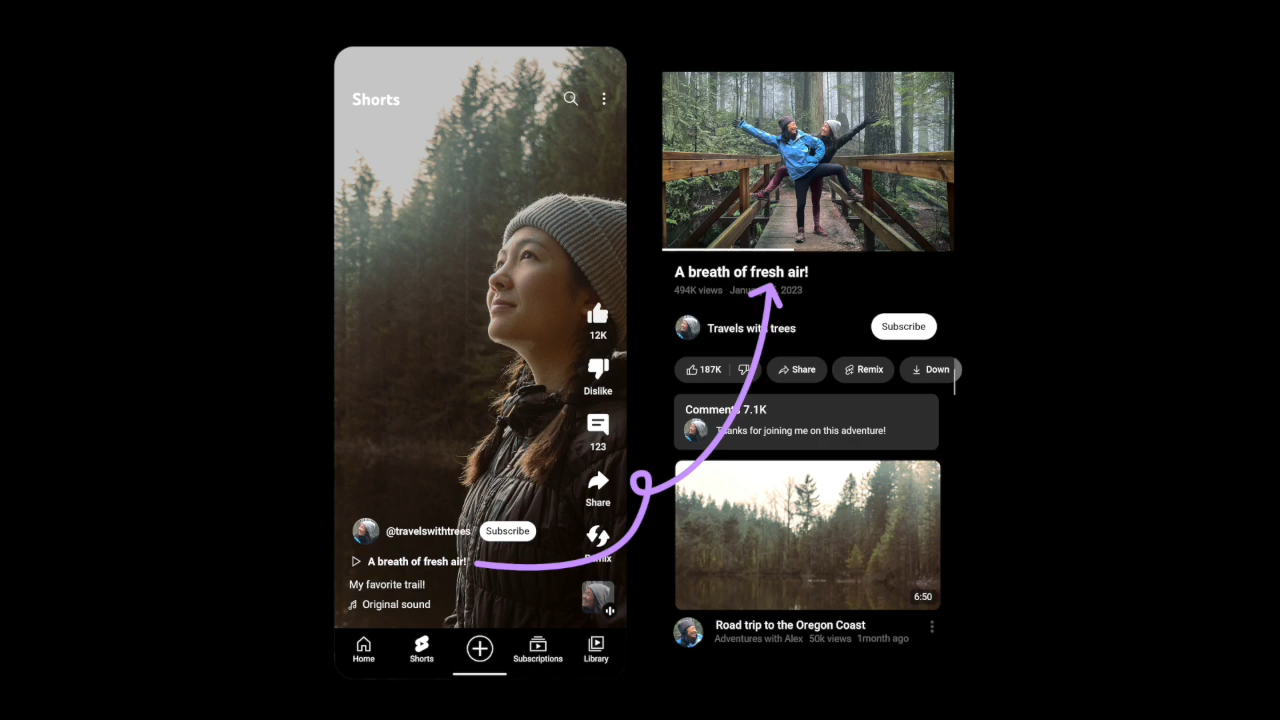 Shorts
12K
Dislike
123
Share
@travelswithtrees
Subscribe
A breath of fresh air!
My favorite trail!
Original sound
Home
Shorts
Subscriptions
Library
A breath of fresh air!
494K views
2023
Travels with trees
Subscribe
187K
Share
Remix
Down
Comments 7.1K
Thanks for joining me on this adventure!
6:50
Road trip to the Oregon Coast
Adventures with Alex 50k views 1month ago